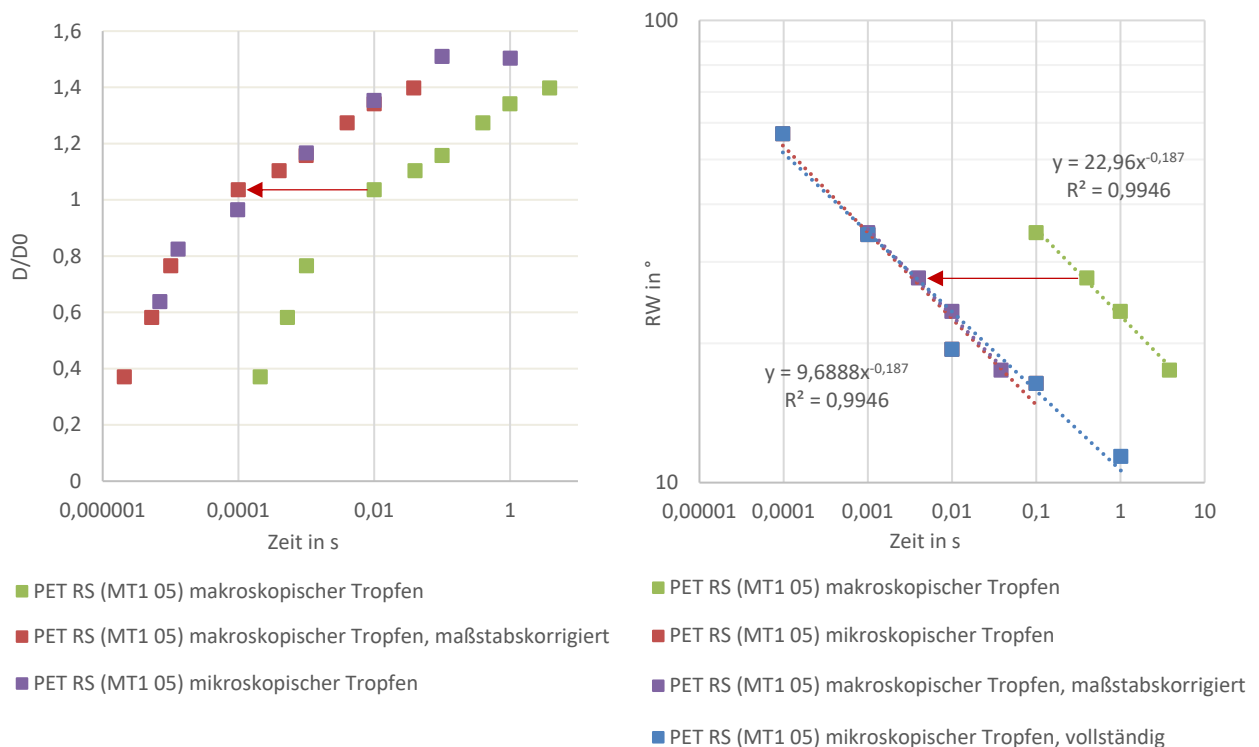 1,6
1,4
1,2
1
0,8
0,6
0,4
0,2
0
D/D0
0,000001
0,0001
0,01
1
Zeit in s
PET RS (MT1 05) makroskopischer Tropfen
PET RS (MT1 05) makroskopischer Tropfen, maßstabskorrigiert
PET RS (MT1 05) mikroskopischer Tropfen
100
10
RW in °
y = 22,96x^-0,187
R² = 0,9946
y = 9,6888x^-0,187
R² = 0,9946
0,00001
0,0001
0,001
0,01
0,1
1
10
Zeit in s
PET RS (MT1 05) makroskopischer Tropfen
PET RS (MT1 05) mikroskopischer Tropfen
PET RS (MT1 05) makroskopischer Tropfen, maßstabskorrigiert
PET RS (MT1 05) mikroskopischer Tropfen, vollständig